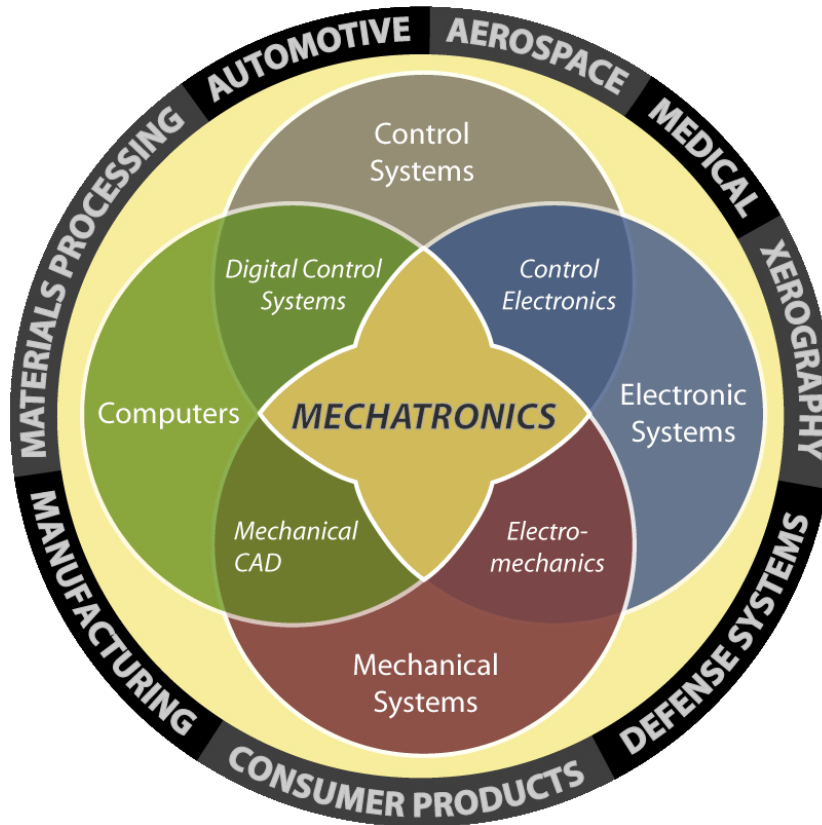 AUTOMOTIVE
AEROSPACE
MEDICAL
XEROGRAPHY
DEFENSE SYSTEMS
CONSUMER PRODUCTS
MANUFACTURING
MATERIALS PROCESSING
Control
Systems
Digital Control
Systems
Control
Electronics
Computers
MECHATRONICS
Electronic
Systems
Mechanical
CAD
Electro-
mechanics
Mechanical
Systems